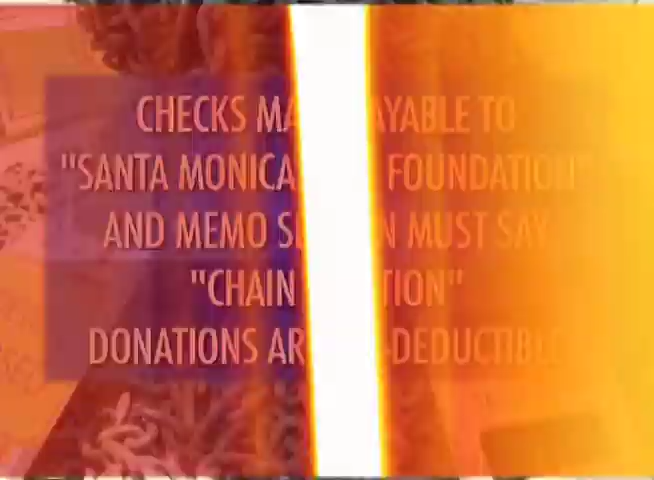 CHECKS MA AYABLE TO
"SANTA MONICA FOUNDATION"
AND MEMO S N MUST SAY
"CHAIN TION"
DONATIONS AR -DEDUCTIBLE